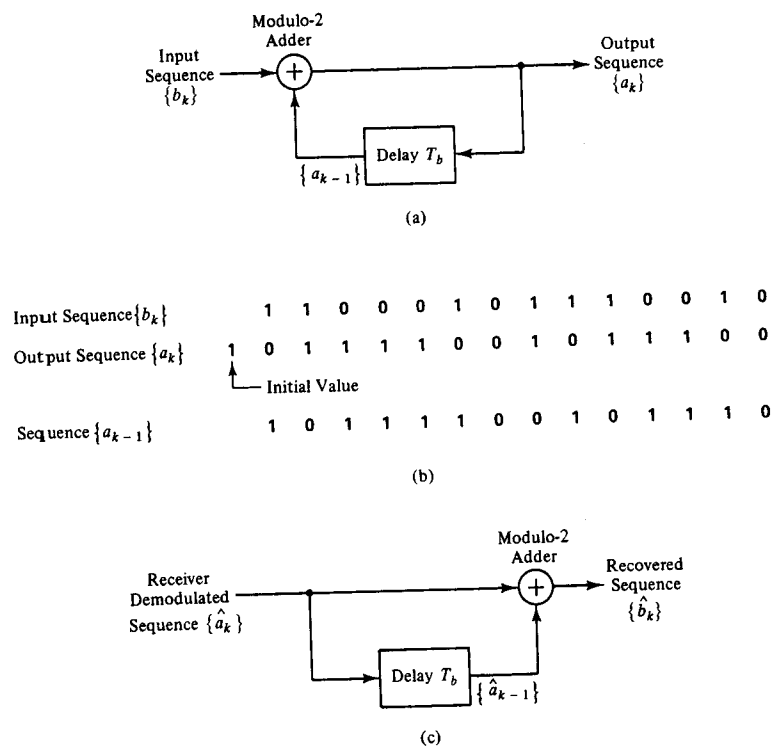 Modulo-2
Adder
Input
Sequence
{b_k}
+
Output
Sequence
{a_k}
Delay T_b
{a_{k-1}}
(a)
Input Sequence{b_k} 1 1 0 0 0 1 0 1 1 1 0 0 1 0
Output Sequence {a_k} 1 0 1 1 1 1 0 0 1 0 1 1 1 0 0
Initial Value
Sequence{a_{k-1}} 1 0 1 1 1 1 0 0 1 0 1 1 1 0
(b)
Modulo-2
Adder
Receiver
Demodulated
Sequence {â_k}
+
Recovered
Sequence
{b̂_k}
Delay T_b
{â_{k-1}}
(c)